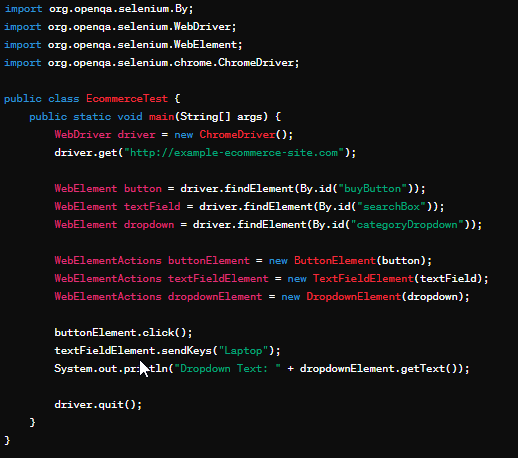 import org.openqa.selenium.By;
import org.openqa.selenium.WebDriver;
import org.openqa.selenium.WebElement;
import org.openqa.selenium.chrome.ChromeDriver;
public class EcommerceTest {
public static void main(String[] args) {
WebDriver driver = new ChromeDriver();
driver.get("http://example-ecommerce-site.com");
WebElement button = driver.findElement(By.id("buyButton"));
WebElement textField = driver.findElement(By.id("searchBox"));
WebElement dropdown = driver.findElement(By.id("categoryDropdown"));
WebElementActions buttonElement = new ButtonElement(button);
WebElementActions textFieldElement = new TextFieldElement(textField);
WebElementActions dropdownElement = new DropdownElement(dropdown);
buttonElement.click();
textFieldElement.sendKeys("Laptop");
System.out.println("Dropdown Text: " + dropdownElement.getText());
driver.quit();
}
}